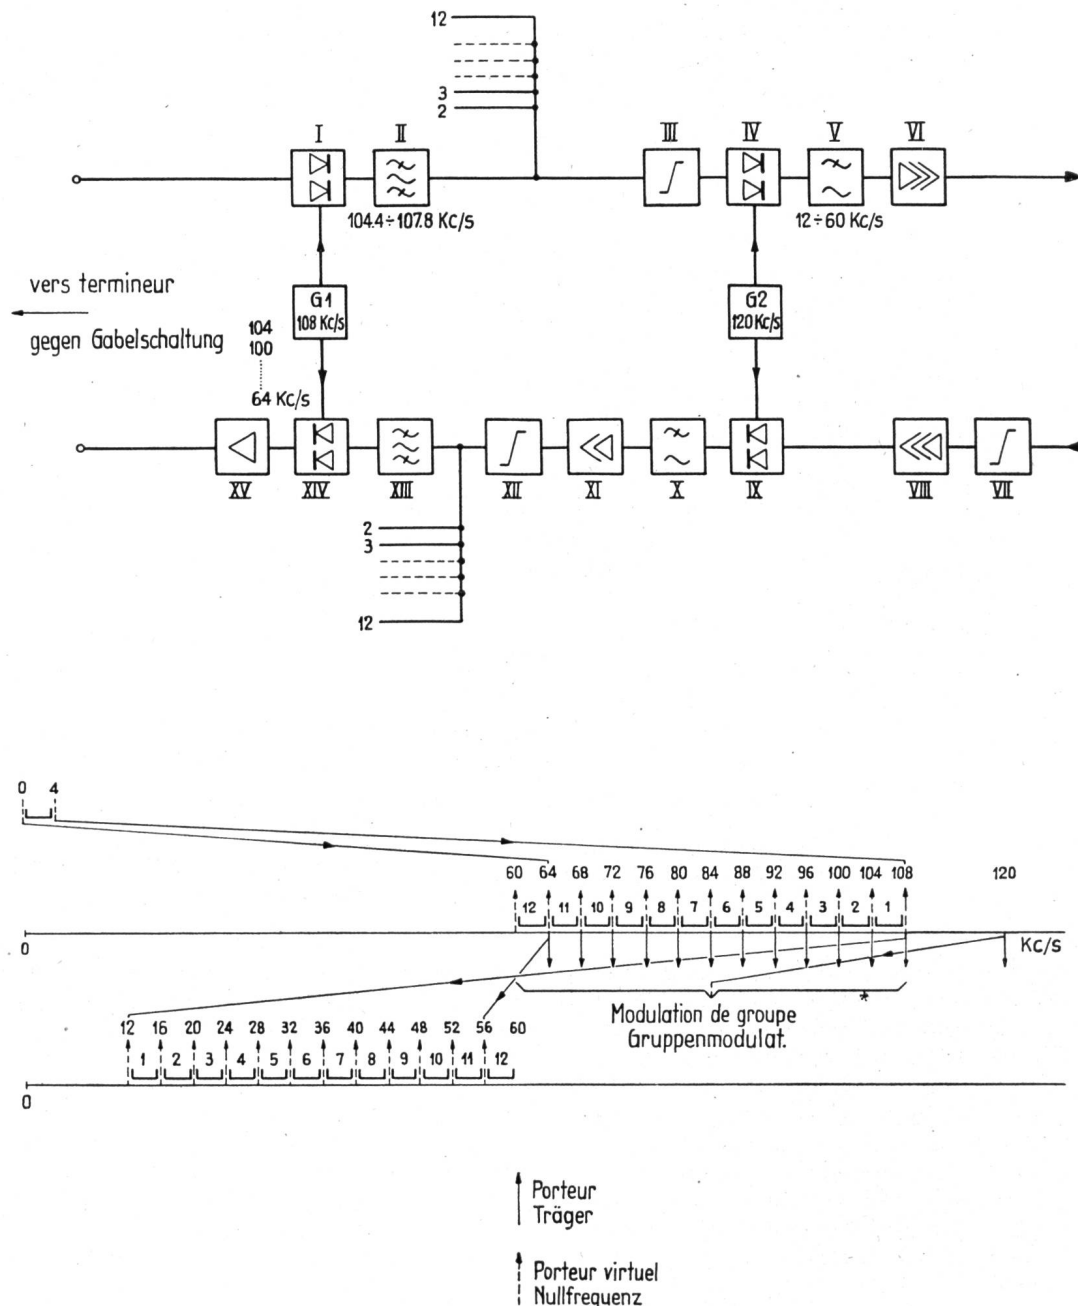 12
3
2
I II III IV V VI
104.4÷107.8 Kc/s 12÷60 Kc/s
vers termineur
gegen Gabelschaltung
G1
108 Kc/s
G2
120 Kc/s
104
100
64 Kc/s
XV XIV XIII XII XI X IX VIII VII
2
3
12
0 4
60 64 68 72 76 80 84 88 92 96 100 104 108 120
12 11 10 9 8 7 6 5 4 3 2 1
0 Kc/s
*
Modulation de groupe
Gruppenmodulat.
12 16 20 24 28 32 36 40 44 48 52 56 60
1 2 3 4 5 6 7 8 9 10 11 12
0
Porteur
Träger
Porteur virtuel
Nullfrequenz